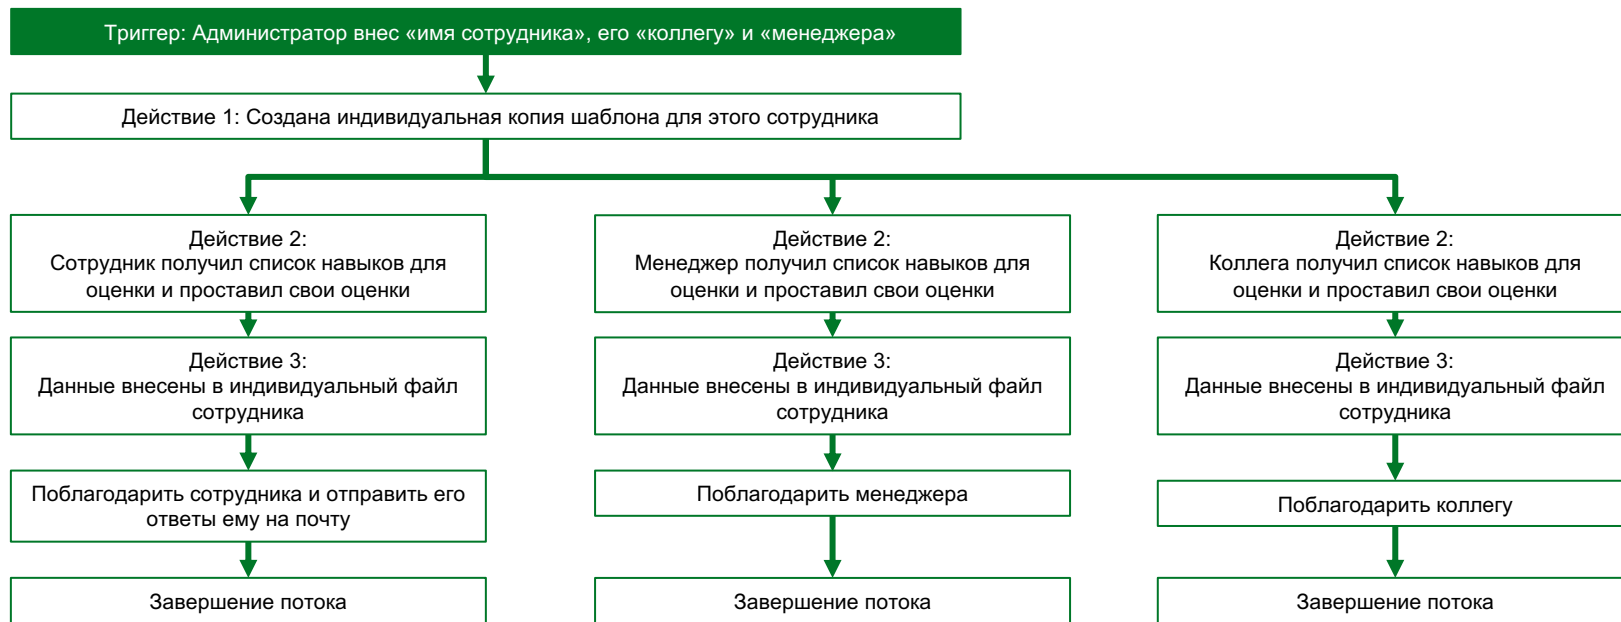 Триггер: Администратор внес «имя сотрудника», его «коллегу» и «менеджера»
Действие 1: Создана индивидуальная копия шаблона для этого сотрудника
Действие 2:
Сотрудник получил список навыков для
оценки и проставил свои оценки
Действие 2:
Менеджер получил список навыков для
оценки и проставил свои оценки
Действие 2:
Коллега получил список навыков для
оценки и проставил свои оценки
Действие 3:
Данные внесены в индивидуальный файл
сотрудника
Действие 3:
Данные внесены в индивидуальный файл
сотрудника
Действие 3:
Данные внесены в индивидуальный файл
сотрудника
Поблагодарить сотрудника и отправить его
ответы ему на почту
Поблагодарить менеджера
Поблагодарить коллегу
Завершение потока
Завершение потока
Завершение потока